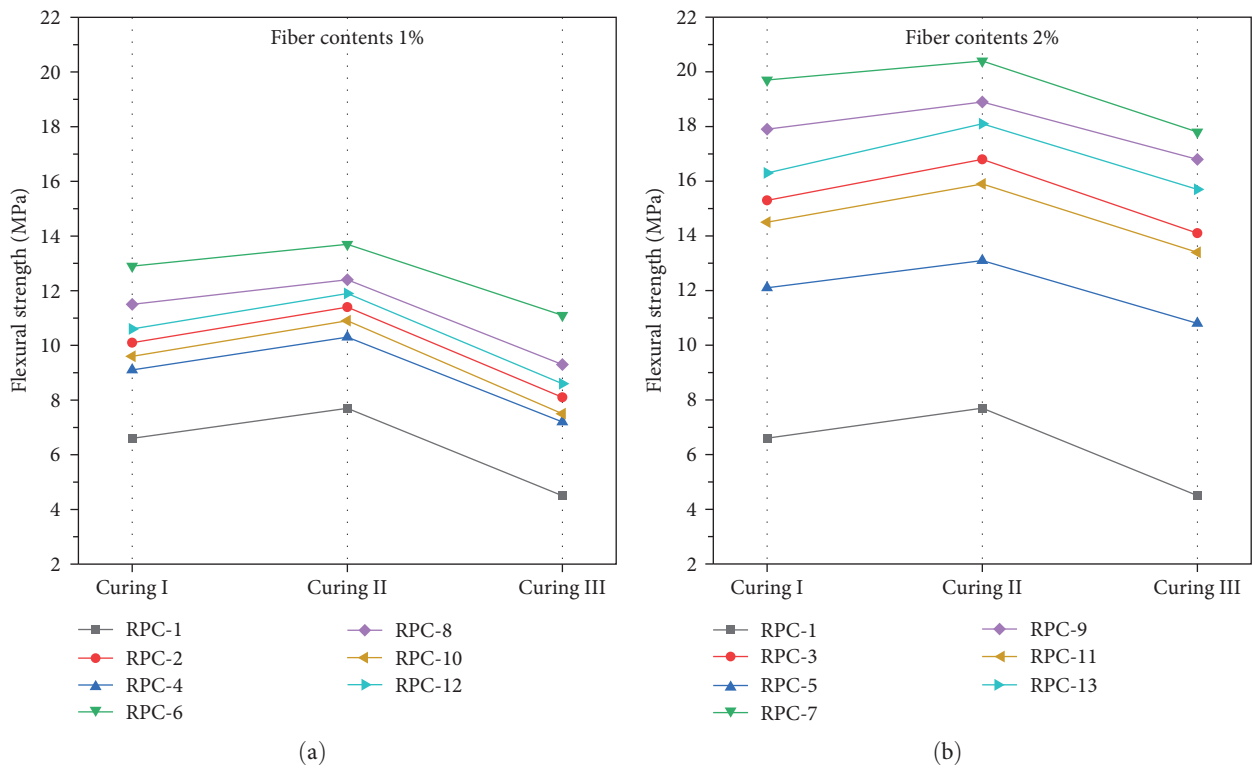 Fiber contents 1%
Flexural strength (MPa)
22
20
18
16
14
12
10
8
6
4
2
Curing I Curing II Curing III
RPC-1
RPC-2
RPC-4
RPC-6
RPC-8
RPC-10
RPC-12
(a)
Fiber contents 2%
Flexural strength (MPa)
22
20
18
16
14
12
10
8
6
4
2
Curing I Curing II Curing III
RPC-1
RPC-3
RPC-5
RPC-7
RPC-9
RPC-11
RPC-13
(b)